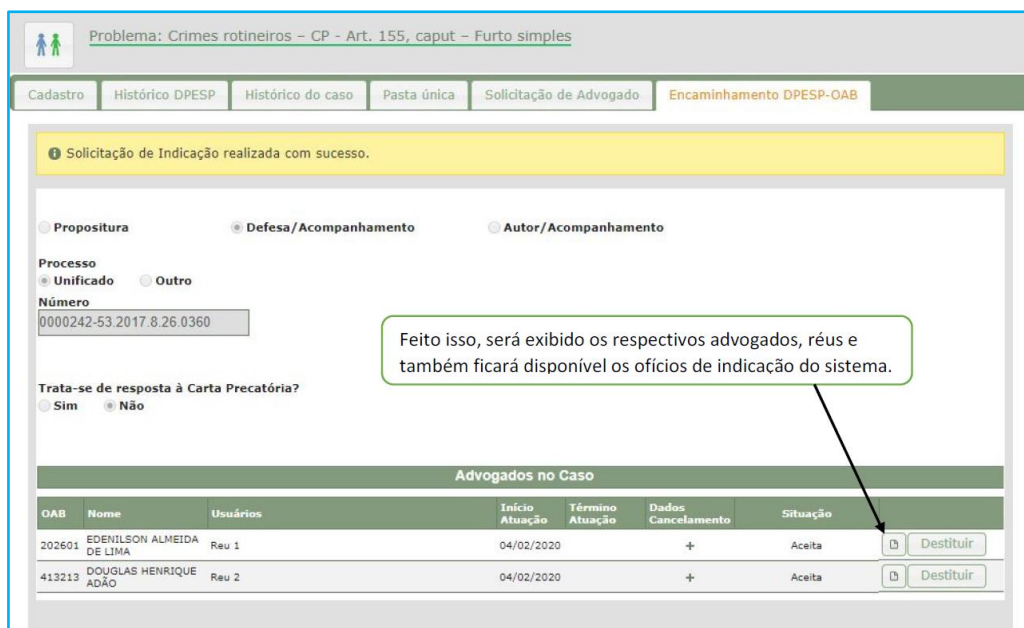 Problema: Crimes rotineiros – CP - Art. 155, caput – Furto simples
Cadastro Histórico DPESP Histórico do caso Pasta única Solicitação de Advogado Encaminhamento DPESP-OAB
Solicitação de Indicação realizada com sucesso.
Propositura Defesa/Acompanhamento Autor/Acompanhamento
Processo
Unificado Outro
Número
0000242-53.2017.8.26.0360
Feito isso, será exibido os respectivos advogados, réus e
também ficará disponível os ofícios de indicação do sistema.
Trata-se de resposta à Carta Precatória?
Sim Não
Advogados no Caso
OAB Nome Usuários Início Atuação Término Atuação Dados Cancelamento Situação
202601 EDENILSON ALMEIDA DE LIMA Reu 1 04/02/2020 + Aceita Destituir
413213 DOUGLAS HENRIQUE ADÃO Reu 2 04/02/2020 + Aceita Destituir